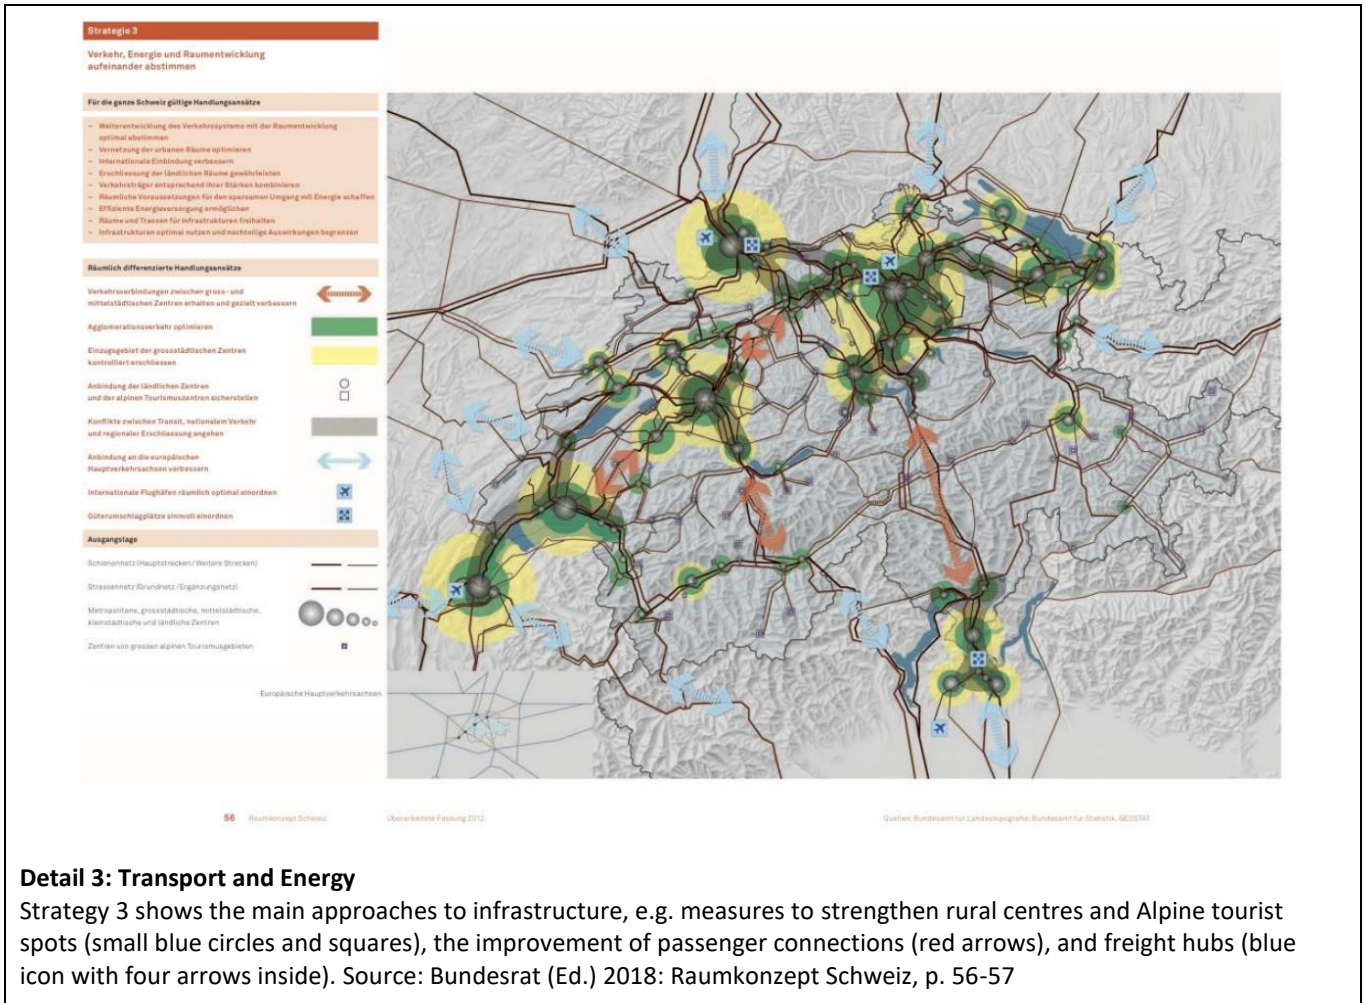 Strategie 3
Verkehr, Energie und Raumentwicklung
aufeinander abstimmen
Für die ganze Schweiz gültige Handlungsansätze
– Weiterentwicklung des Verkehrssystems mit der Raumentwicklung
optimal abstimmen
– Vernetzung der urbanen Räume optimieren
– Internationale Einbindung verbessern
– Erschliessung der ländlichen Räume gewährleisten
– Verkehrsträger entsprechend ihrer Stärken kombinieren
– Räumliche Voraussetzungen für den sparsamen Umgang mit Energie schaffen
– Effiziente Energieversorgung ermöglichen
– Räume und Trassen für Infrastrukturen freihalten
– Infrastrukturen optimal nutzen und nachteilige Auswirkungen begrenzen
Räumlich differenzierte Handlungsansätze
Verkehrsverbindungen zwischen gross- und
mittelstädtischen Zentren erhalten und gezielt verbessern
Agglomerationsverkehr optimieren
Einzugsgebiet der grossstädtischen Zentren
kontrolliert erschliessen
Anbindung der ländlichen Zentren
und der alpinen Tourismuszentren sicherstellen
Konflikte zwischen Transit, nationalem Verkehr
und regionaler Erschliessung angehen
Anbindung an die europäischen
Hauptverkehrsachsen verbessern
Internationale Flughäfen räumlich optimal einordnen
Güterumschlagplätze sinnvoll einordnen
Ausgangslage
Schienennetz (Hauptstrecken / Weitere Strecken)
Strassennetz (Grundnetz / Ergänzungsnetz)
Metropolitane, grossstädtische, mittelstädtische,
kleinstädtische und ländliche Zentren
Zentren von grossen alpinen Tourismusgebieten
Europäische Hauptverkehrsachsen
56 Raumkonzept Schweiz Überarbeitete Fassung 2012 Quellen: Bundesamt für Landestopografie; Bundesamt für Statistik, GEOSTAT
Detail 3: Transport and Energy
Strategy 3 shows the main approaches to infrastructure, e.g. measures to strengthen rural centres and Alpine tourist
spots (small blue circles and squares), the improvement of passenger connections (red arrows), and freight hubs (blue
icon with four arrows inside). Source: Bundesrat (Ed.) 2018: Raumkonzept Schweiz, p. 56-57